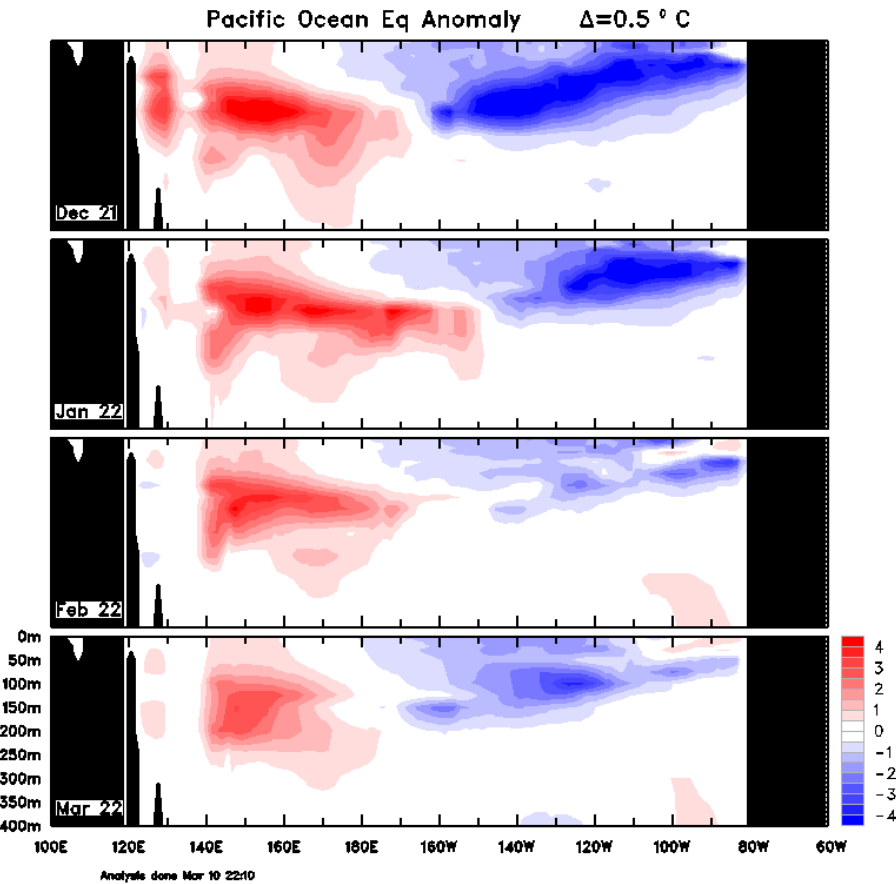 Pacific Ocean Eq Anomaly Δ=0.5 ° C
Dec 21
Jan 22
Feb 22
0m
50m
100m
150m
200m
250m
300m
350m
400m
Mar 22
4
3
2
1
0
-1
-2
-3
-4
100E 120E 140E 160E 180E 160W 140W 120W 100W 80W 60W
Analysis done Mar 10 22:10